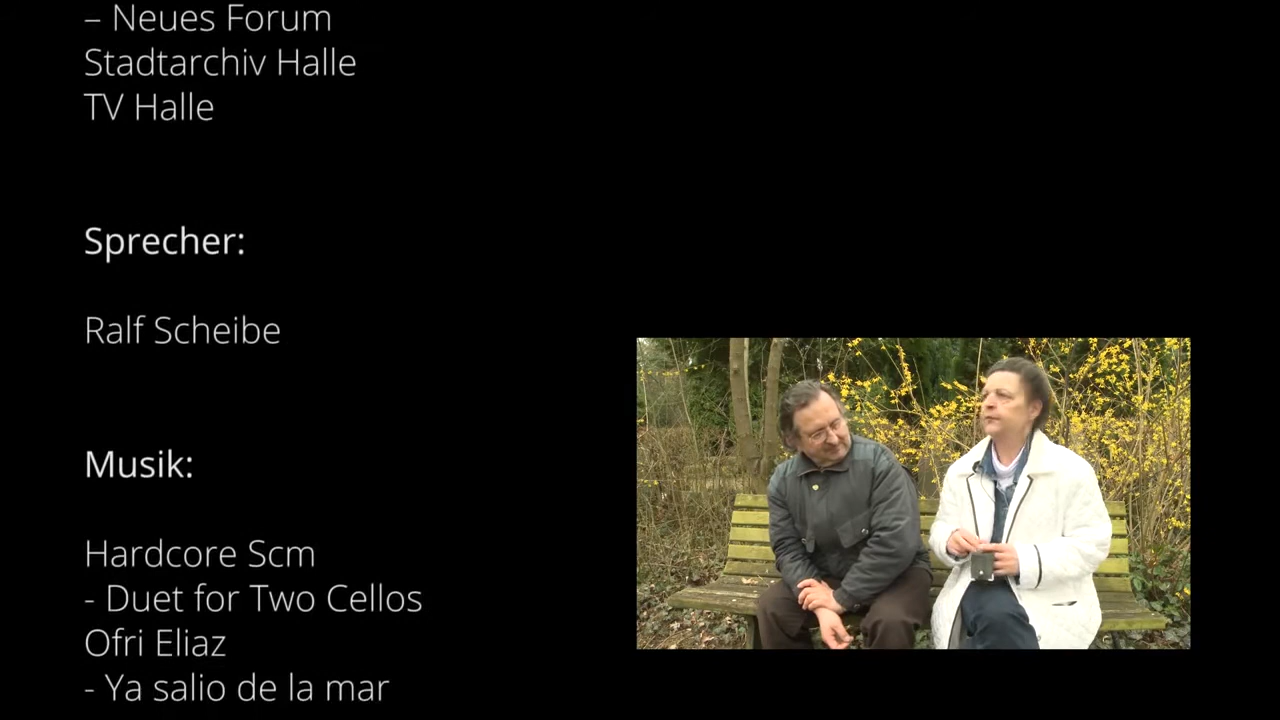 – Neues Forum
Stadtarchiv Halle
TV Halle
Sprecher:
Ralf Scheibe
Musik:
Hardcore Scm
- Duet for Two Cellos
Ofri Eliaz
- Ya salio de la mar